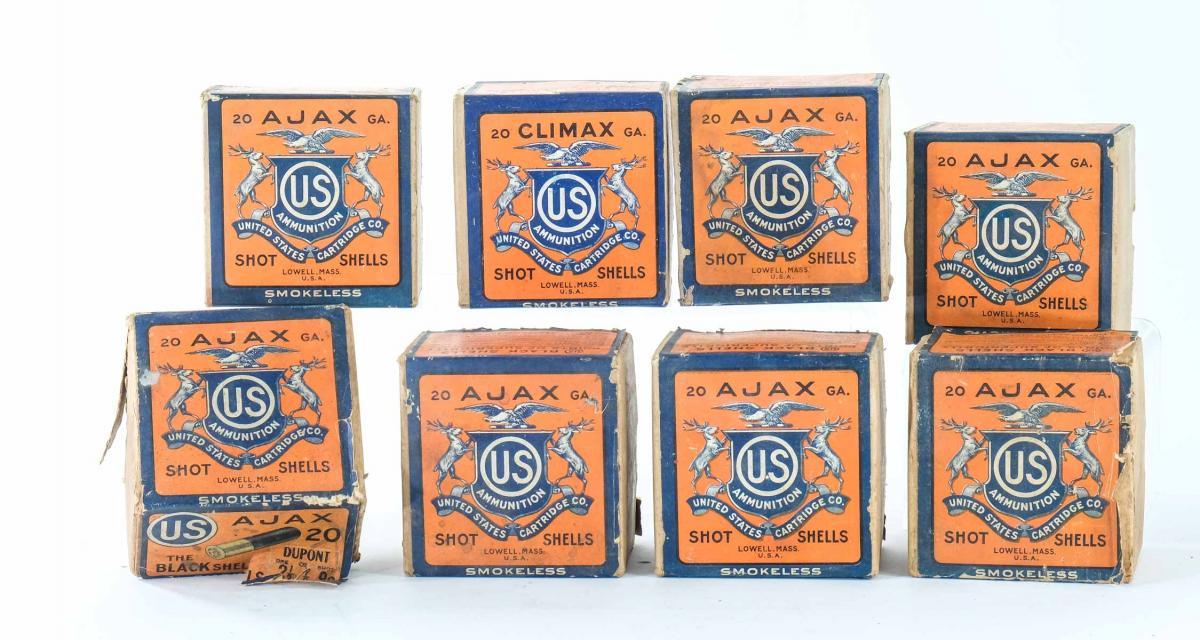 20 AJAX GA.
US
AMMUNITION
UNITED STATES CARTRIDGE CO.
SHOT SHELLS
LOWELL, MASS.
U.S.A.
SMOKELESS
20 CLIMAX GA.
US
AMMUNITION
UNITED STATES CARTRIDGE CO.
SHOT SHELLS
LOWELL, MASS.
U.S.A.
SMOKELESS
20 AJAX GA.
US
AMMUNITION
UNITED STATES CARTRIDGE CO.
SHOT SHELLS
LOWELL, MASS.
U.S.A.
SMOKELESS
20 AJAX GA.
US
AMMUNITION
UNITED STATES CARTRIDGE CO.
SHOT SHELLS
LOWELL, MASS.
U.S.A.
20 AJAX GA.
US
AMMUNITION
UNITED STATES CARTRIDGE CO.
SHOT SHELLS
LOWELL, MASS.
U.S.A.
SMOKELESS
US AJAX
20
THE
BLACK SHEL
DUPONT
20 AJAX GA.
US
AMMUNITION
UNITED STATES CARTRIDGE CO.
SHOT SHELLS
LOWELL, MASS.
U.S.A.
SMOKELESS
20 AJAX GA.
US
AMMUNITION
UNITED STATES CARTRIDGE CO.
SHOT SHELLS
LOWELL, MASS.
U.S.A.
SMOKELESS
20 AJAX GA.
US
AMMUNITION
UNITED STATES CARTRIDGE CO.
SHOT SHELLS
LOWELL, MASS.
U.S.A.
SMOKELESS